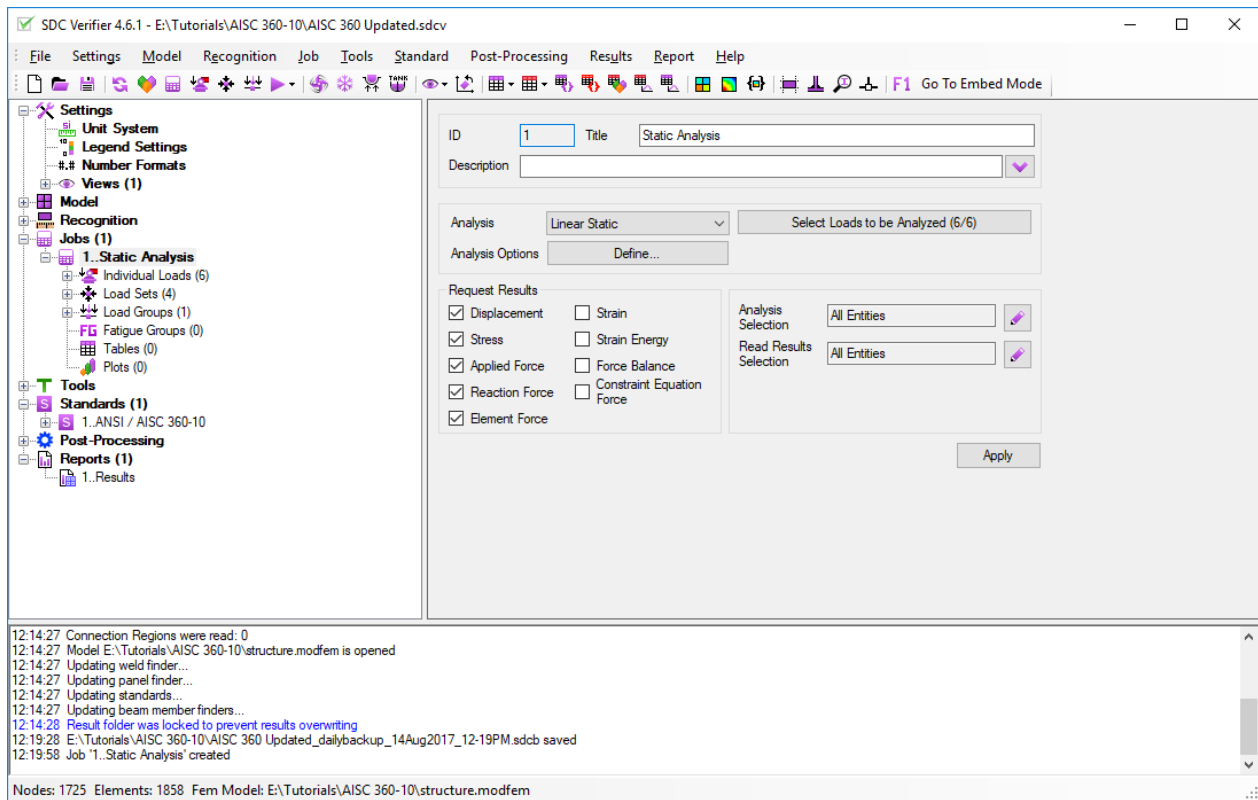 SDC Verifier 4.6.1 - E:\Tutorials\AISC 360-10\AISC 360 Updated.sdcv
File Settings Model Recognition Job Tools Standard Post-Processing Results Report Help
TANK F1 Go To Embed Mode
Settings
Unit System
Legend Settings
#.# Number Formats
Views (1)
Model
Recognition
Jobs (1)
1..Static Analysis
Individual Loads (6)
Load Sets (4)
Load Groups (1)
FG Fatigue Groups (0)
Tables (0)
Plots (0)
Tools
S Standards (1)
S 1..ANSI / AISC 360-10
Post-Processing
Reports (1)
1..Results
ID 1 Title Static Analysis
Description
Analysis Linear Static Select Loads to be Analyzed (6/6)
Analysis Options Define...
Request Results
Displacement Strain
Stress Strain Energy
Applied Force Force Balance
Reaction Force Constraint Equation Force
Element Force
Analysis Selection All Entities
Read Results Selection All Entities
Apply
12:14:27 Connection Regions were read: 0
12:14:27 Model E:\Tutorials\AISC 360-10\structure.modfem is opened
12:14:27 Updating weld finder...
12:14:27 Updating panel finder...
12:14:27 Updating standards...
12:14:27 Updating beam member finders...
12:14:28 Result folder was locked to prevent results overwriting
12:19:28 E:\Tutorials\AISC 360-10\AISC 360 Updated_dailybackup_14Aug2017_12-19PM.sdcb saved
12:19:58 Job '1..Static Analysis' created
Nodes: 1725 Elements: 1858 Fem Model: E:\Tutorials\AISC 360-10\structure.modfem